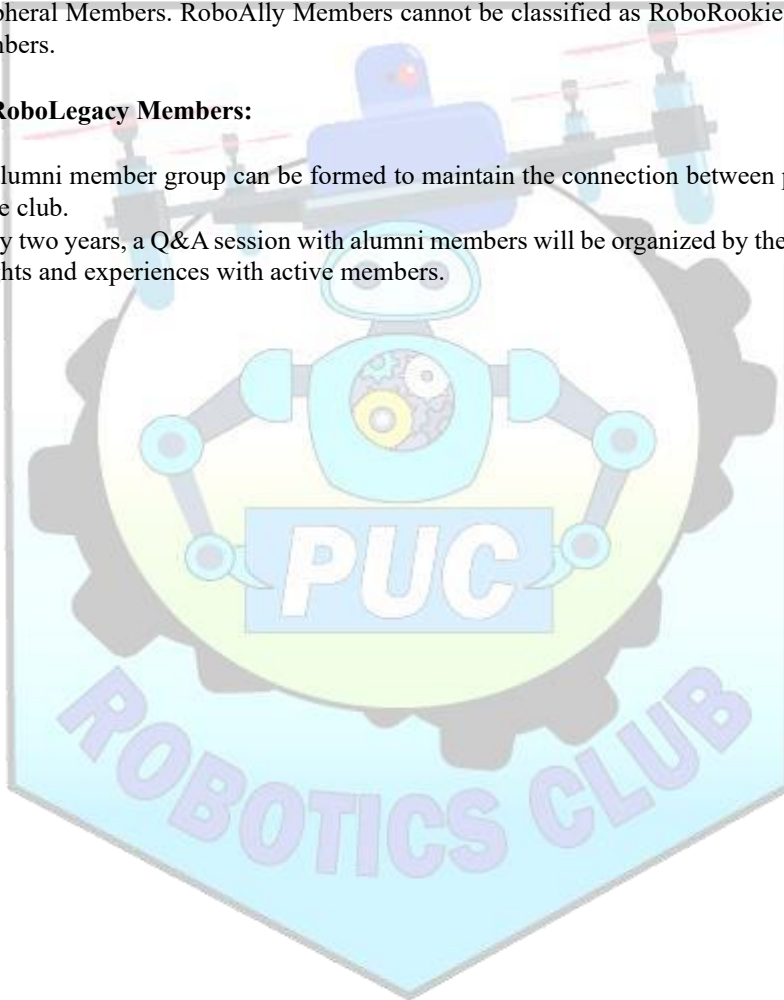 pheral Members. RoboAlly Members cannot be classified as RoboRookie
nbers.
RoboLegacy Members:
lumni member group can be formed to maintain the connection between p
e club.
y two years, a Q&A session with alumni members will be organized by the
hts and experiences with active members.
PUC
ROBOTICS CLUB